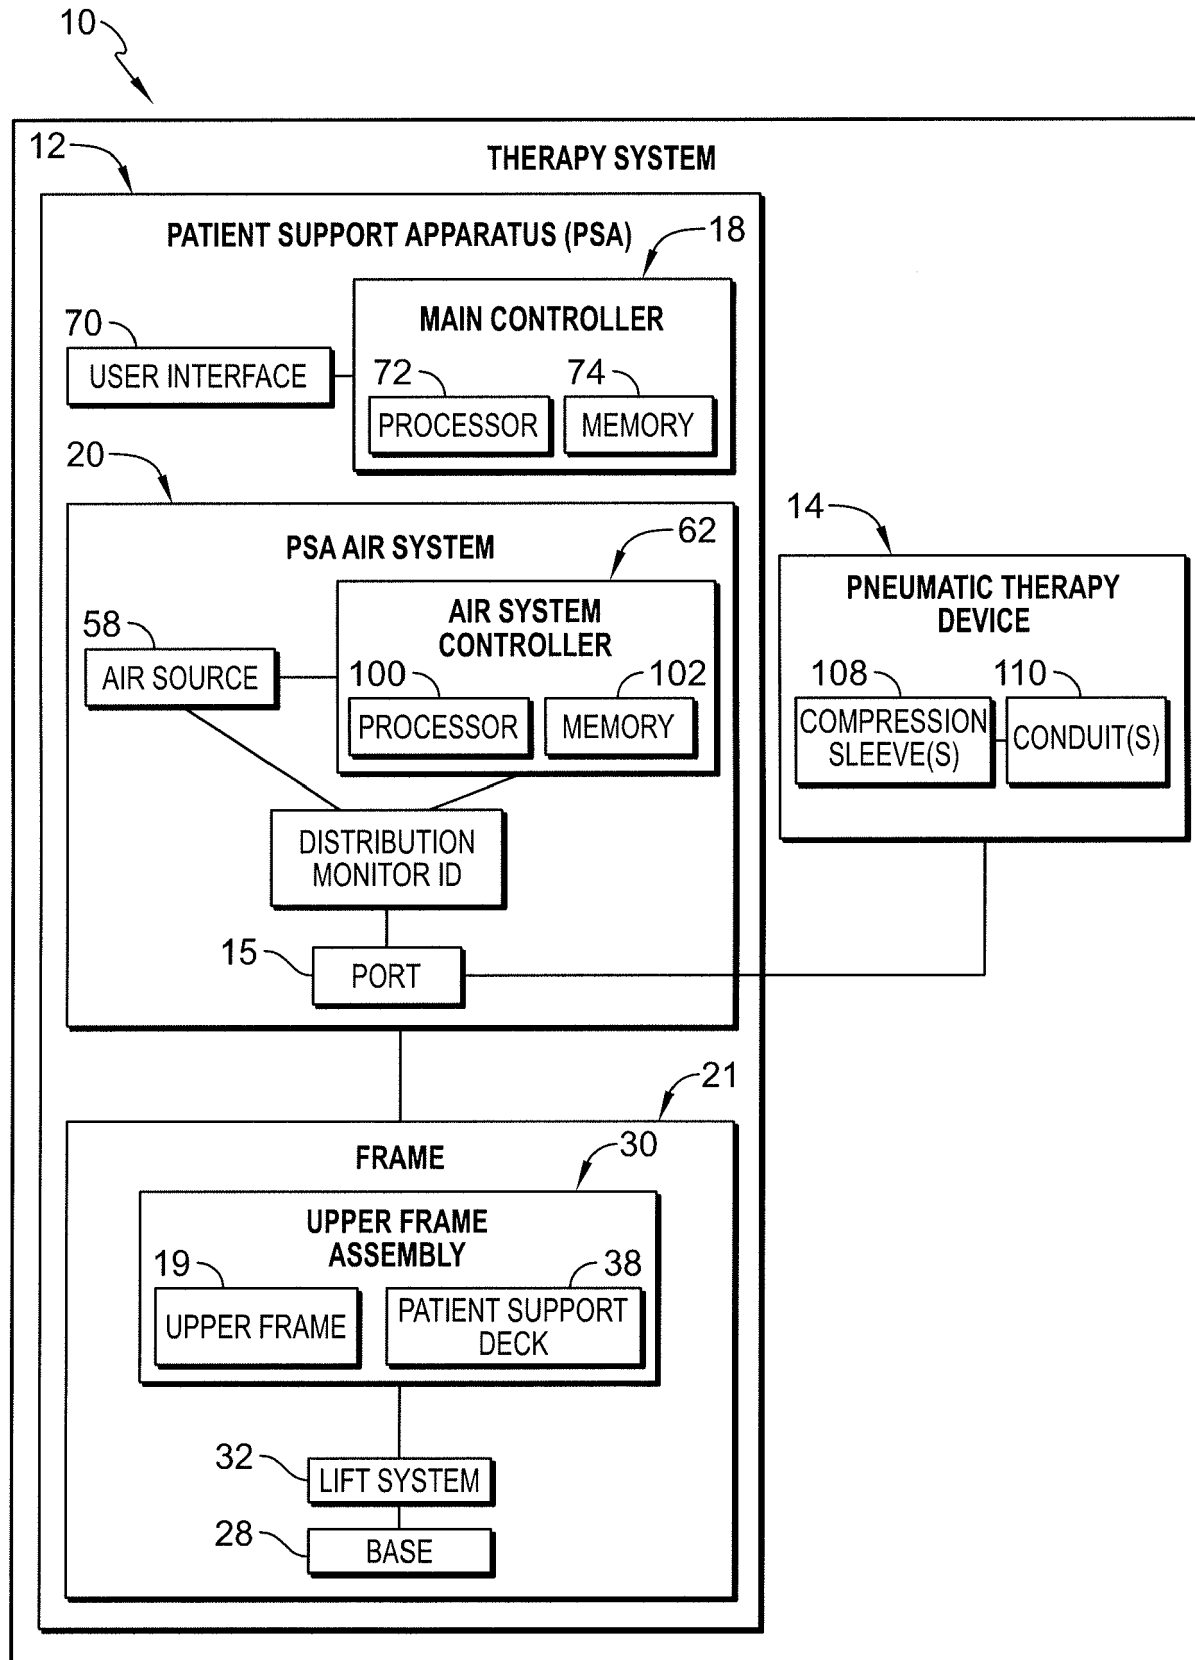 10
12
THERAPY SYSTEM
PATIENT SUPPORT APPARATUS (PSA)
18
MAIN CONTROLLER
70
USER INTERFACE
72
74
PROCESSOR
MEMORY
20
PSA AIR SYSTEM
62
AIR SYSTEM
CONTROLLER
58
AIR SOURCE
100
102
PROCESSOR
MEMORY
DISTRIBUTION
MONITOR ID
15
PORT
14
PNEUMATIC THERAPY
DEVICE
108
110
COMPRESSION
SLEEVE(S)
CONDUIT(S)
21
FRAME
30
UPPER FRAME
ASSEMBLY
19
38
UPPER FRAME
PATIENT SUPPORT
DECK
32
LIFT SYSTEM
28
BASE